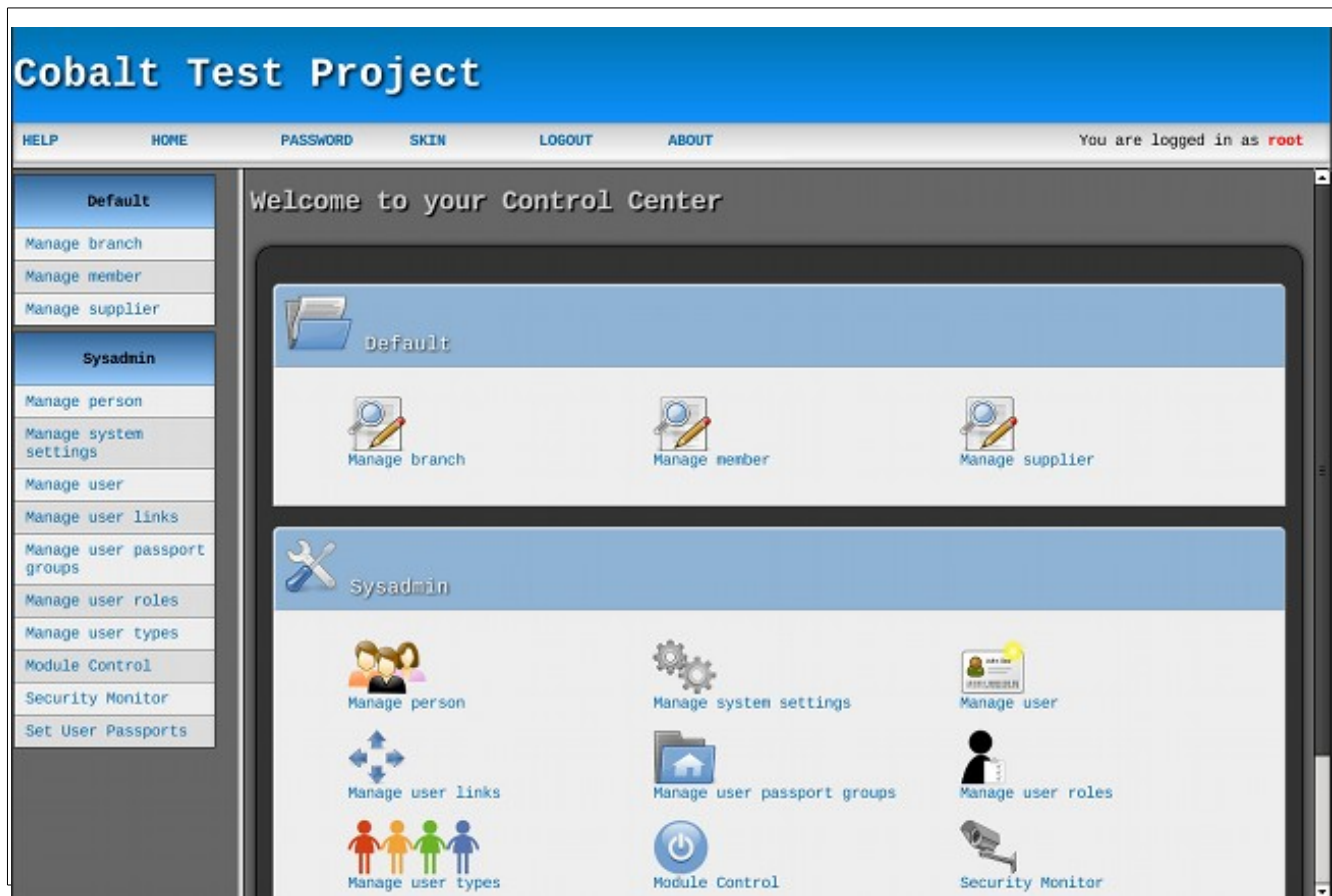 Cobalt Test Project
HELP HOME PASSWORD SKIN LOGOUT ABOUT You are logged in as root
Default
Manage branch
Manage member
Manage supplier
Sysadmin
Manage person
Manage system
settings
Manage user
Manage user links
Manage user passport
groups
Manage user roles
Manage user types
Module Control
Security Monitor
Set User Passports
Welcome to your Control Center
Default
Manage branch Manage member Manage supplier
Sysadmin
Manage person Manage system settings Manage user
Manage user links Manage user passport groups Manage user roles
Manage user types Module Control Security Monitor